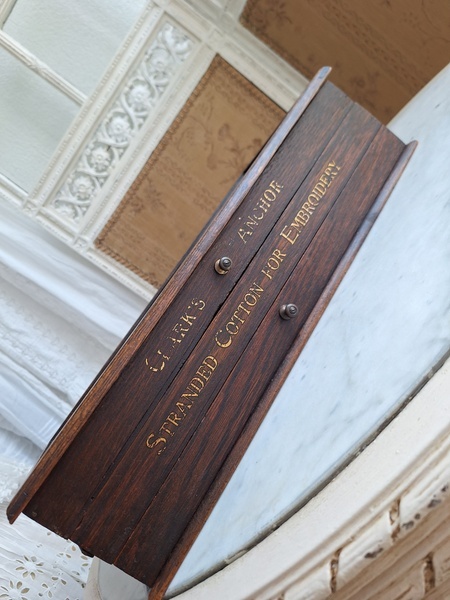 CLARK'S ANCHOR
STRANDED COTTON FOR EMBROIDERY